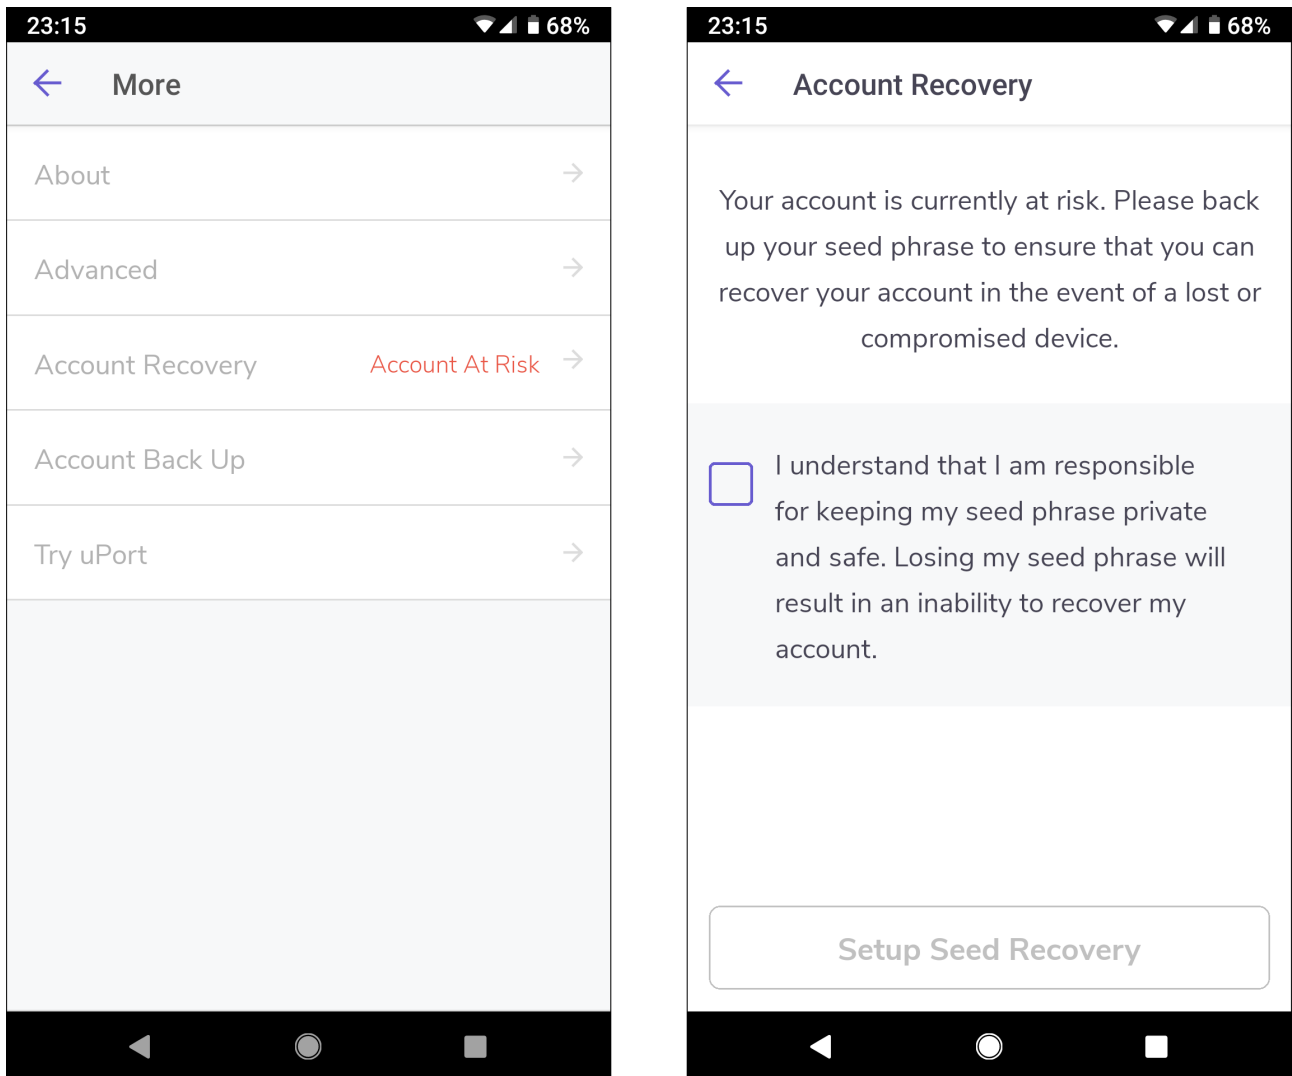 23:15 68%
More
About
Advanced
Account Recovery Account At Risk
Account Back Up
Try uPort
23:15 68%
Account Recovery
Your account is currently at risk. Please back
up your seed phrase to ensure that you can
recover your account in the event of a lost or
compromised device.
I understand that I am responsible
for keeping my seed phrase private
and safe. Losing my seed phrase will
result in an inability to recover my
account.
Setup Seed Recovery